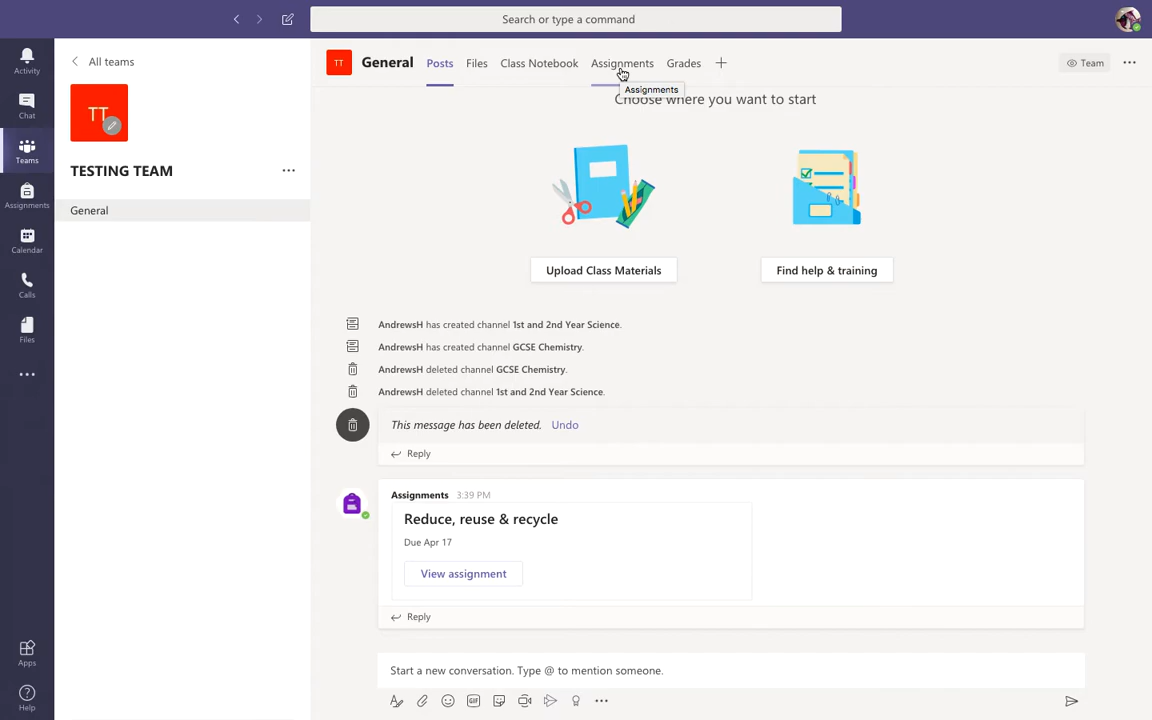 Search or type a command
Activity
Chat
Teams
Assignments
Calendar
Calls
Files
Apps
Help
All teams
TT
TESTING TEAM
General
TT
General
Posts
Files
Class Notebook
Assignments
Grades
Team
Assignments
Choose where you want to start
Upload Class Materials
Find help & training
AndrewsH has created channel 1st and 2nd Year Science.
AndrewsH has created channel GCSE Chemistry.
AndrewsH deleted channel GCSE Chemistry.
AndrewsH deleted channel 1st and 2nd Year Science.
This message has been deleted. Undo
Reply
Assignments 3:39 PM
Reduce, reuse & recycle
Due Apr 17
View assignment
Reply
Start a new conversation. Type @ to mention someone.
GIF